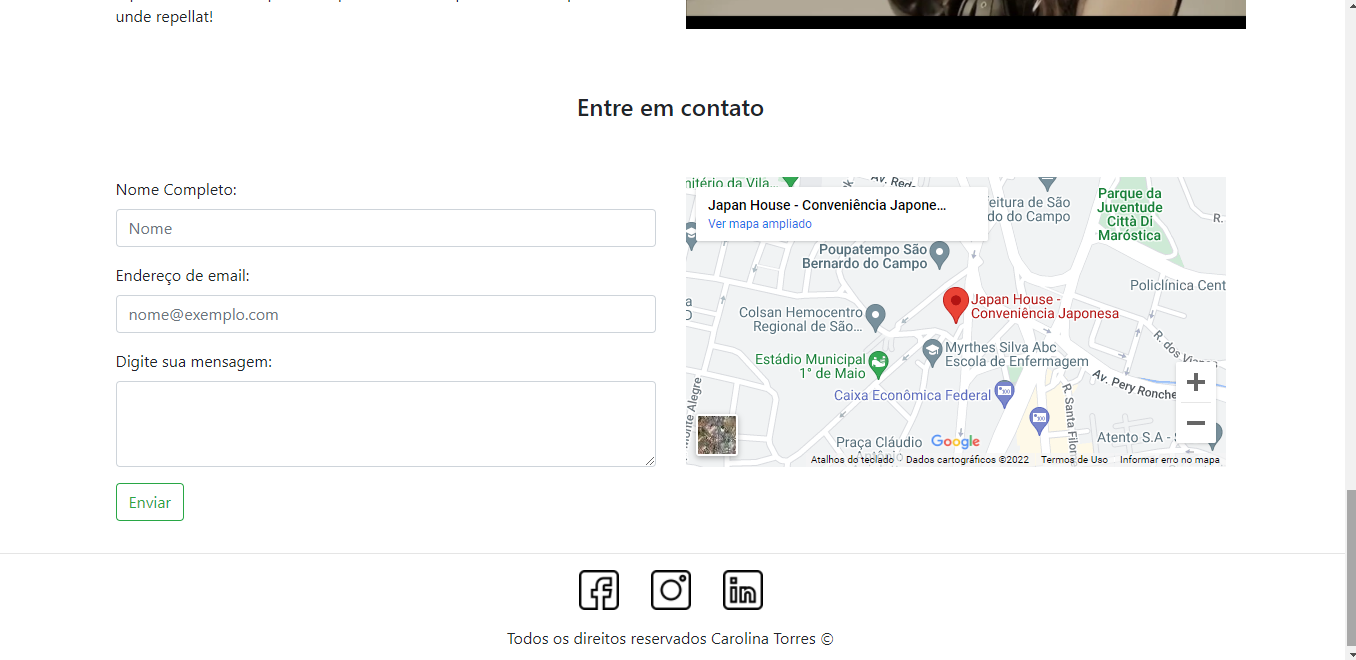 unde repellat!
Entre em contato
Nome Completo:
Nome
Endereço de email:
nome@exemplo.com
Digite sua mensagem:
Enviar
da Vila...
Av. Red-
Japan House - Conveniência Japone...
Ver mapa ampliado
de São
do do Campo
Parque da
Juventude
Città Di
Maróstica
R.
Poupatempo São
Bernardo do Campo
Policlínica Cent
Japan House -
Conveniência Japonesa
Colsan Hemocentro
Regional de São...
Myrthes Silva Abc
Escola de Enfermagem
R. dos
Estádio Municipal
1° de Maio
Caixa Econômica Federal
Av. Pery Ronche
Alegre
R. Santa Filo
Praça Cláudio
Google
Atento S.A -
Atalhos do teclado
Dados cartográficos ©2022
Termos de Uso
Informar erro no mapa
Todos os direitos reservados Carolina Torres ©